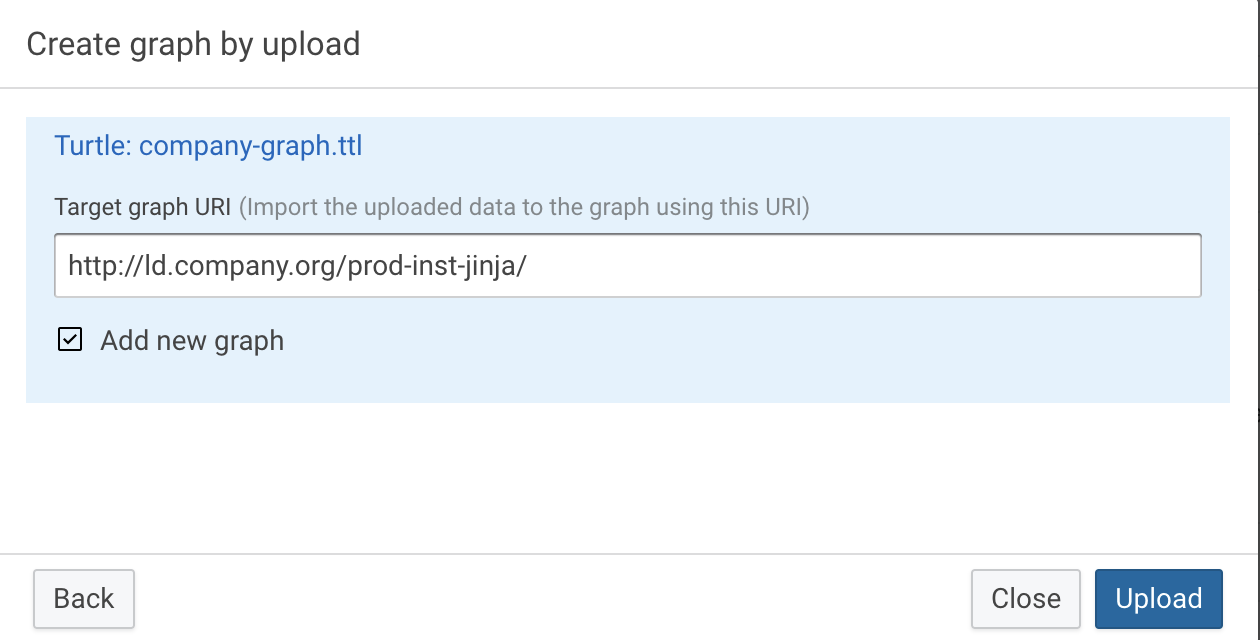 Create graph by upload
Turtle: company-graph.ttl
Target graph URI (Import the uploaded data to the graph using this URI)
http://ld.company.org/prod-inst-jinja/
Add new graph
Back
Close
Upload